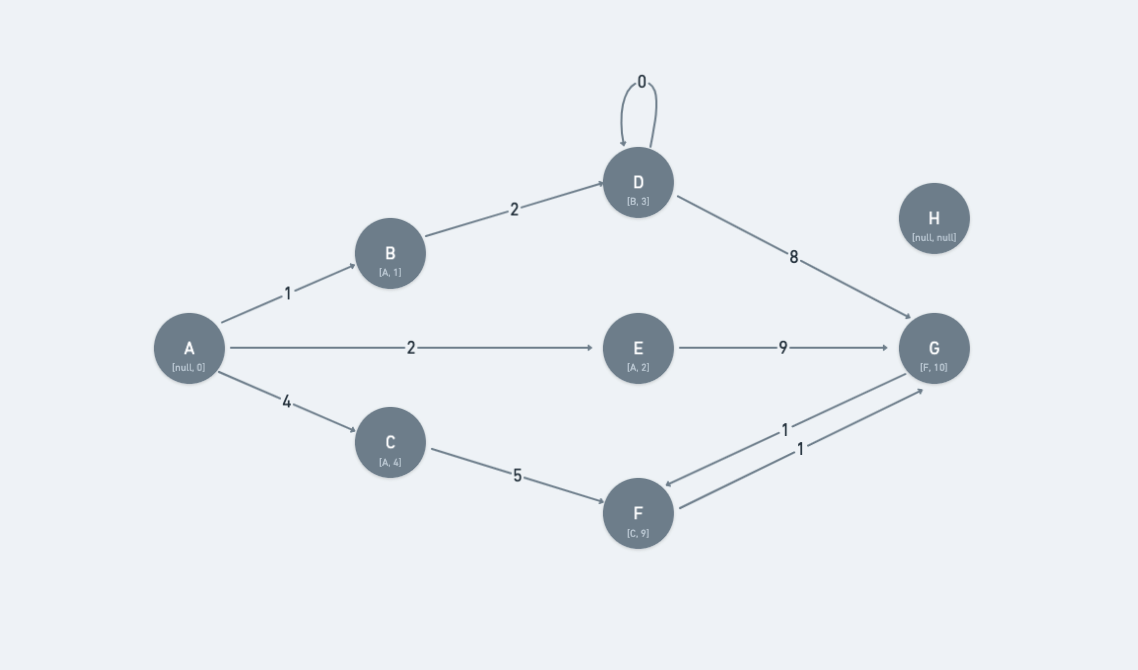 0
D
[B, 3]
2
H
[null, null]
B
[A, 1]
8
1
A
[null, 0]
2
E
[A, 2]
9
G
[F, 10]
4
C
[A, 4]
1
1
5
F
[C, 9]